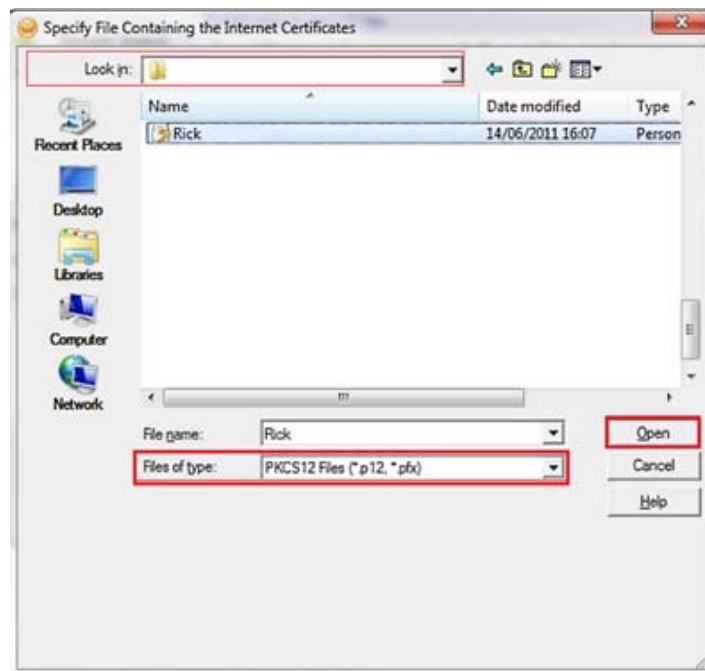 Specify File Containing the Internet Certificates
Look in:
Name
Date modified
Type
Rick
14/06/2011 16:07
Person
Recent Places
Desktop
Libraries
Computer
Network
File name:
Rick
Open
Files of type:
PKCS12 Files (*.p12, *.pfx)
Cancel
Help